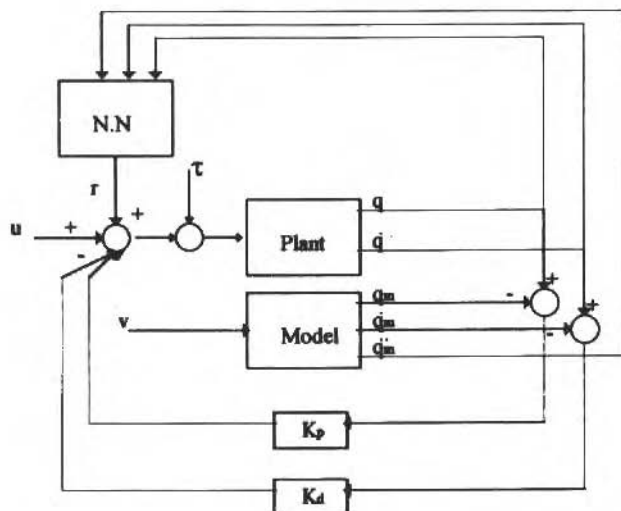 N.N
r
τ
+
u
+
-
Plant
q
q̇
+
+
v
Model
qm
-
q̇m
-
q̈m
Kp
Kd